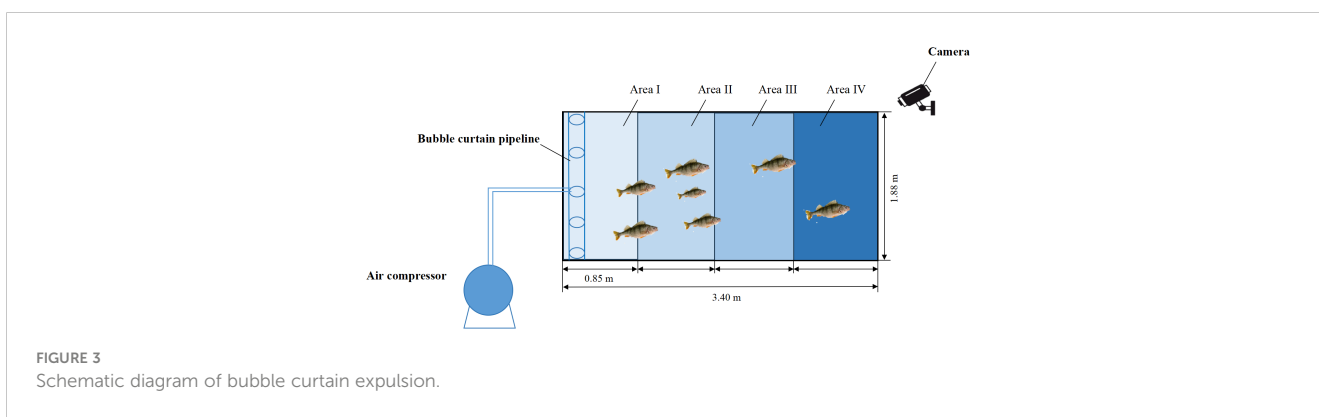 Camera
Area I
Area II
Area III
Area IV
Bubble curtain pipeline
1.88 m
Air compressor
0.85 m
3.40 m
FIGURE 3
Schematic diagram of bubble curtain expulsion.